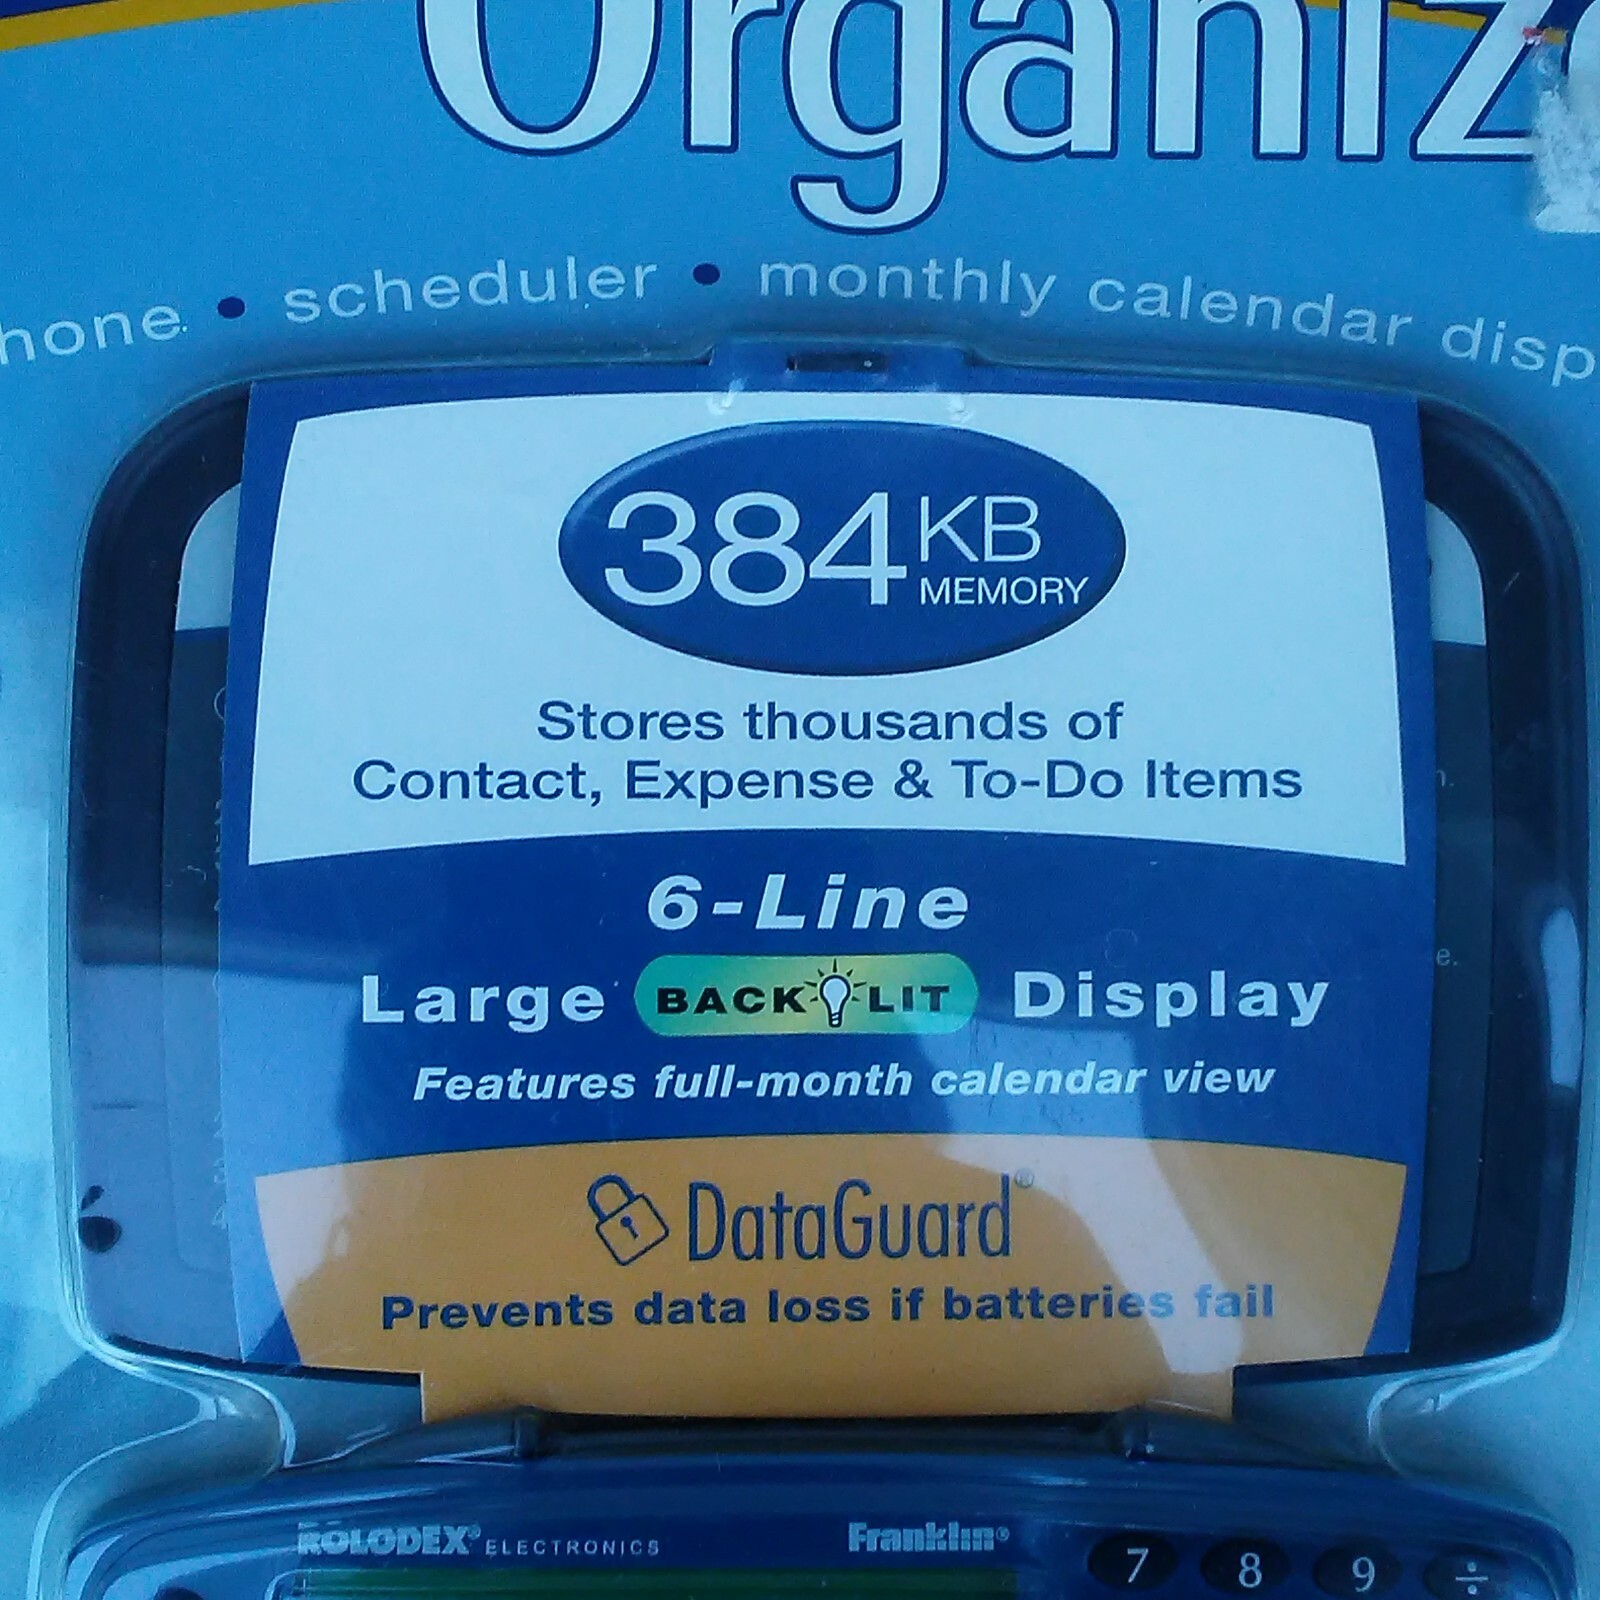 Organiz
hone • scheduler • monthly calendar disp
384 KB
MEMORY
Stores thousands of
Contact, Expense & To-Do Items
6-Line
Large BACK LIT Display
Features full-month calendar view
DataGuard®
Prevents data loss if batteries fail
ROLODEX® ELECTRONICS Franklin®
7 8 9 ÷